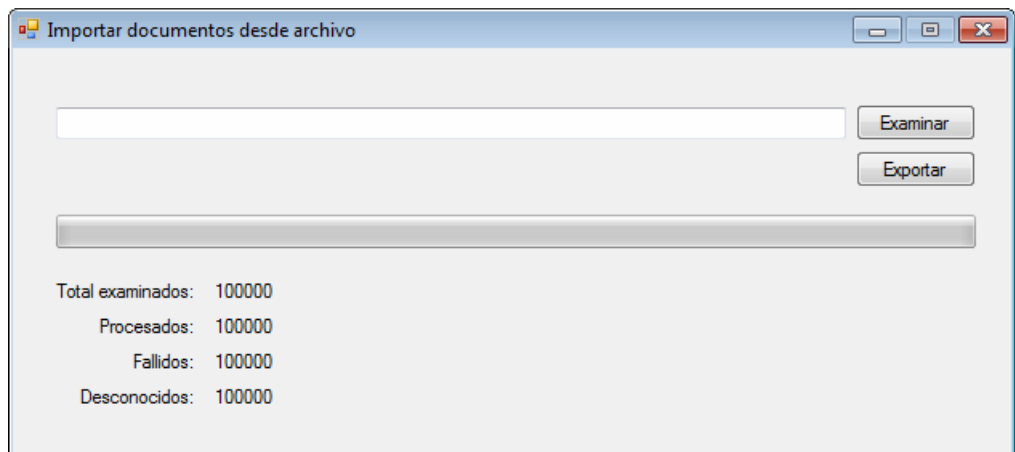 Importar documentos desde archivo
Examinar
Exportar
Total examinados: 100000
Procesados: 100000
Fallidos: 100000
Desconocidos: 100000